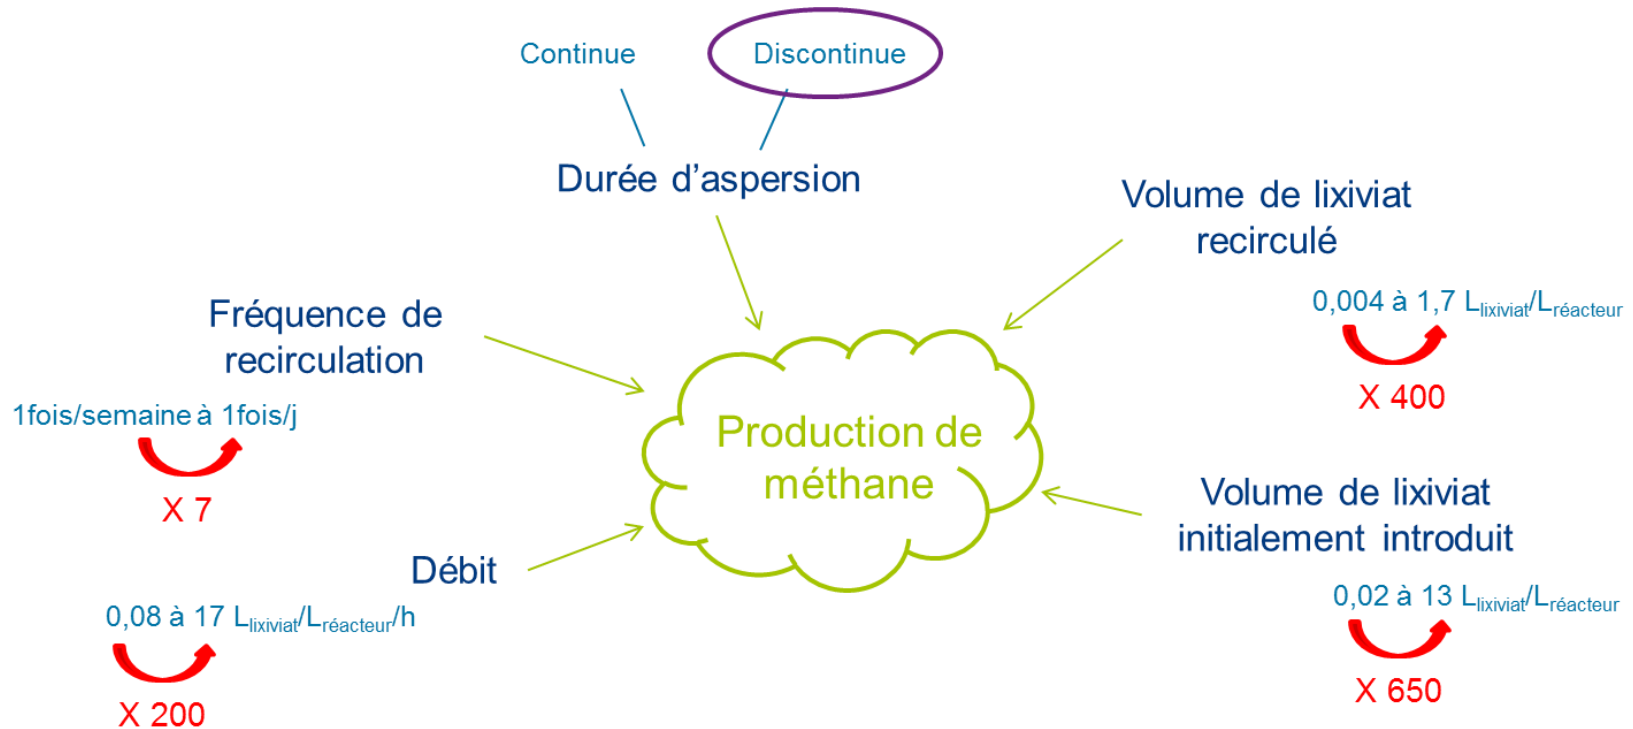 Continue
Discontinue
Durée d'aspersion
Volume de lixiviat
recirculé
0,004 à 1,7 Llixiviat/Lréacteur
X 400
Fréquence de
recirculation
1fois/semaine à 1fois/j
X 7
Production de
méthane
Volume de lixiviat
initialement introduit
0,02 à 13 Llixiviat/Lréacteur
X 650
Débit
0,08 à 17 Llixiviat/Lréacteur/h
X 200